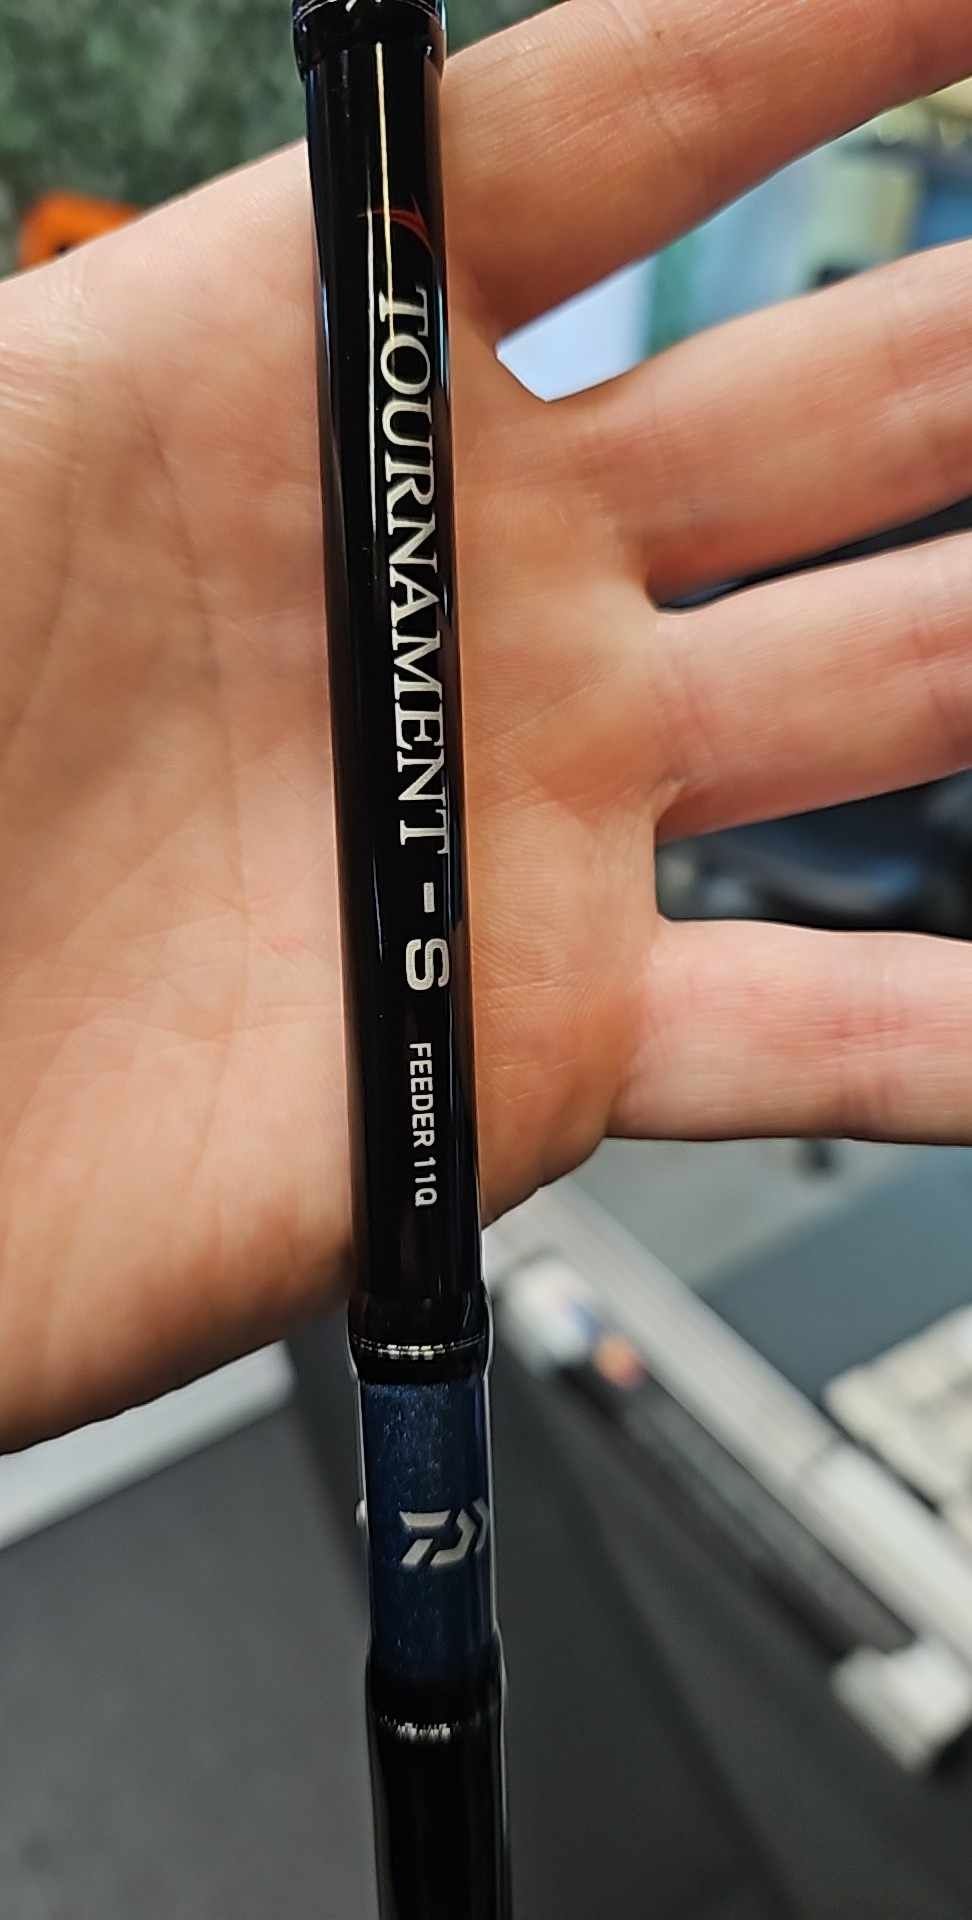 TOURNAMENT - S FEEDER 11Q